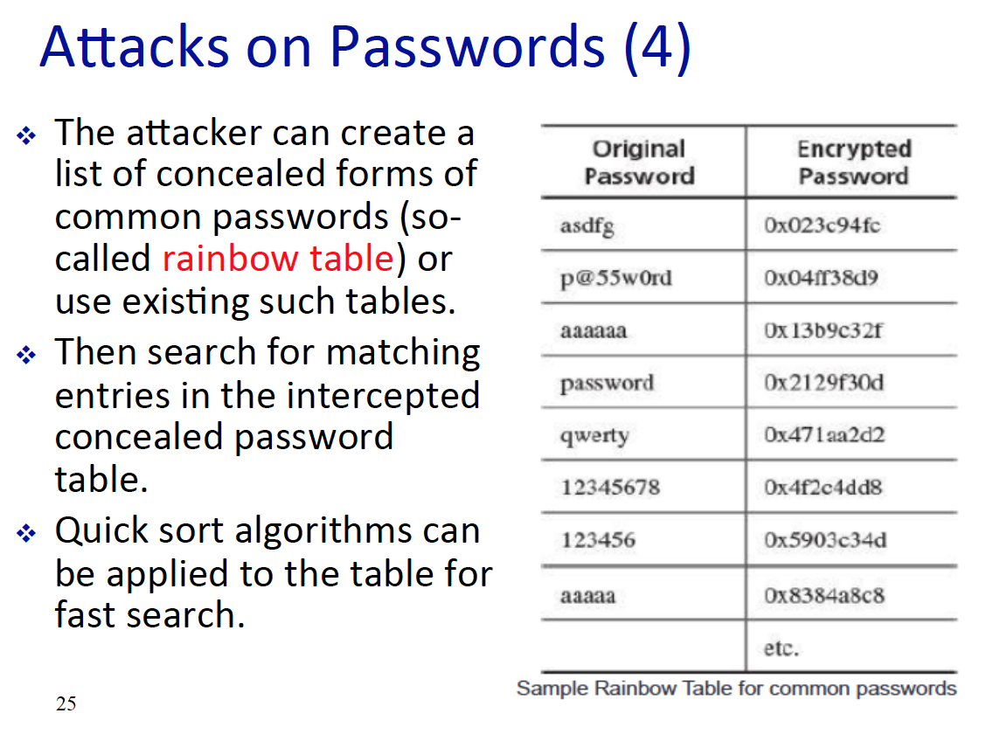 Attacks on Passwords (4)
❖ The attacker can create a
list of concealed forms of
common passwords (so-
called rainbow table) or
use existing such tables.
❖ Then search for matching
entries in the intercepted
concealed password
table.
❖ Quick sort algorithms can
be applied to the table for
fast search.
25
Original Password Encrypted Password
asdfg 0x023c94fc
p@55w0rd 0x04ff38d9
aaaaaa 0x13b9c32f
password 0x2129f30d
qwerty 0x471aa2d2
12345678 0x4f2c4dd8
123456 0x5903c34d
aaaaa 0x8384a8c8
etc.
Sample Rainbow Table for common passwords